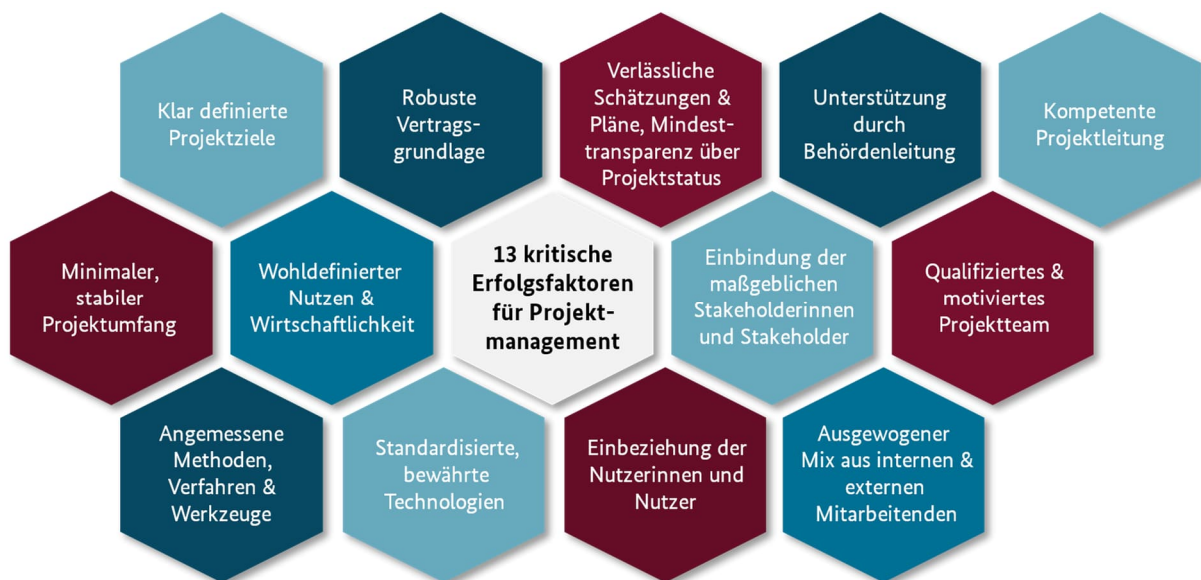 Klar definierte
Projektziele
Robuste
Vertrags-
grundlage
Verlässliche
Schätzungen &
Pläne, Mindest-
transparenz über
Projektstatus
Unterstützung
durch
Behördenleitung
Kompetente
Projektleitung
Minimaler,
stabiler
Projektumfang
Wohldefinierter
Nutzen &
Wirtschaftlichkeit
13 kritische
Erfolgsfaktoren
für Projekt-
management
Einbindung der
maßgeblichen
Stakeholderinnen
und Stakeholder
Qualifiziertes &
motiviertes
Projektteam
Angemessene
Methoden,
Verfahren &
Werkzeuge
Standardisierte,
bewährte
Technologien
Einbeziehung der
Nutzerinnen und
Nutzer
Ausgewogener
Mix aus internen &
externen
Mitarbeitenden